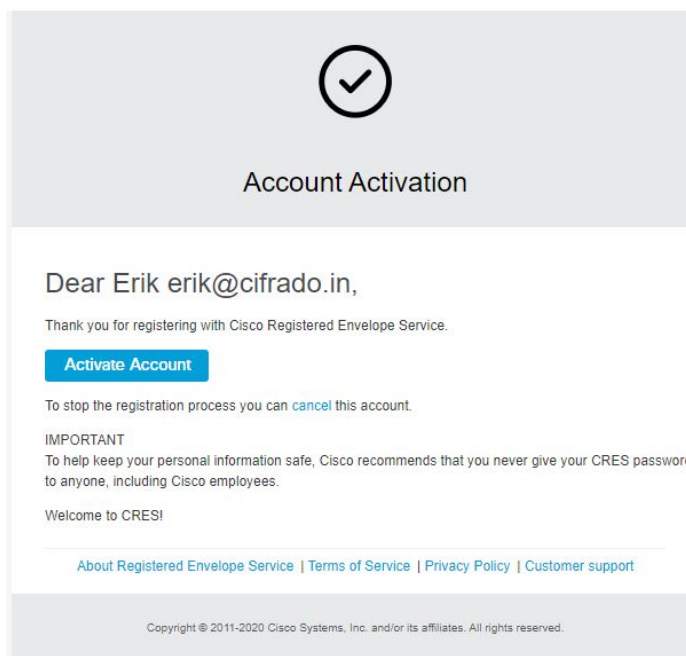 Account Activation
Dear Erik erik@cifrado.in,
Thank you for registering with Cisco Registered Envelope Service.
Activate Account
To stop the registration process you can cancel this account.
IMPORTANT
To help keep your personal information safe, Cisco recommends that you never give your CRES password
to anyone, including Cisco employees.
Welcome to CRES!
About Registered Envelope Service | Terms of Service | Privacy Policy | Customer support
Copyright © 2011-2020 Cisco Systems, Inc. and/or its affiliates. All rights reserved.